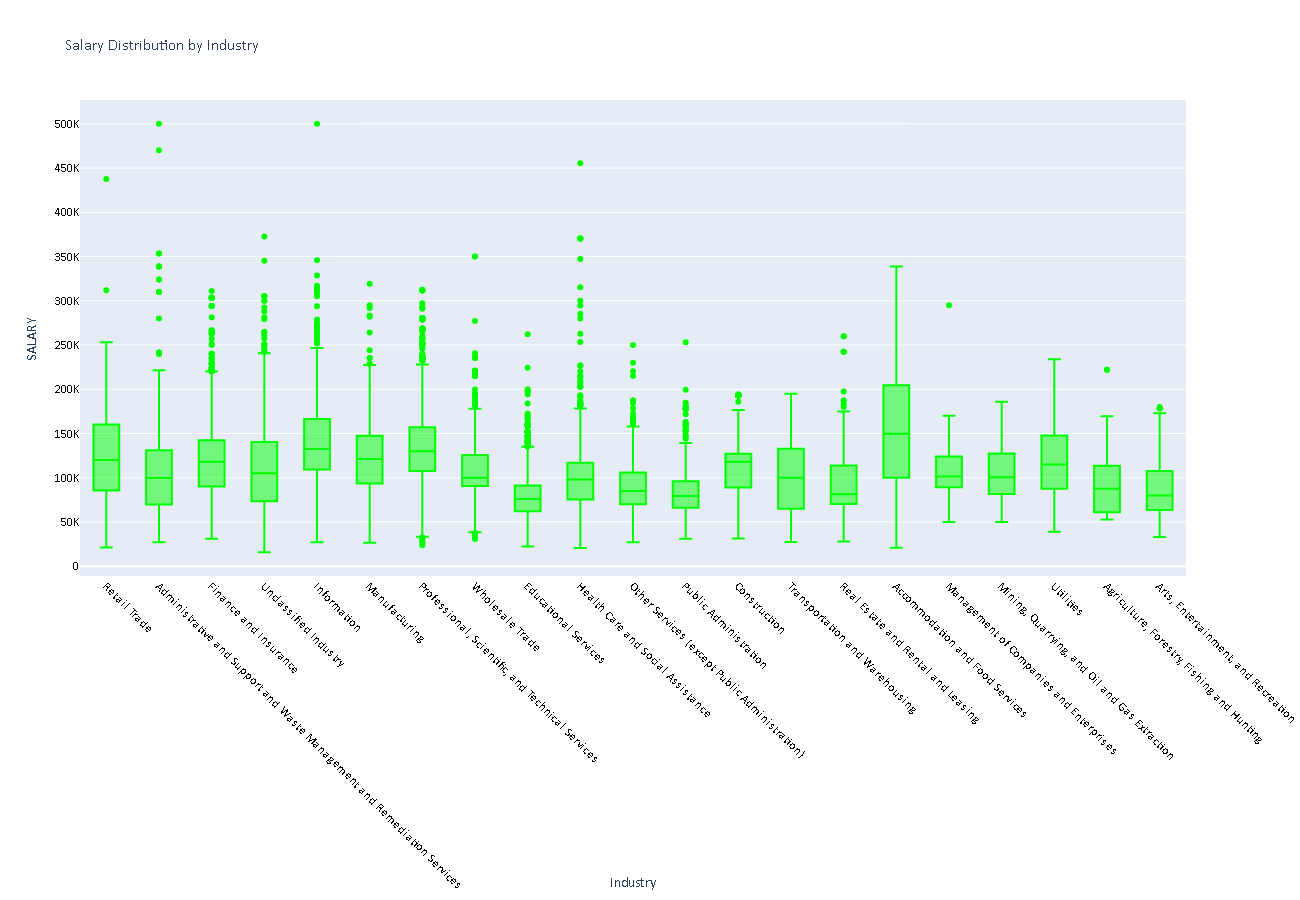 Salary Distribution by Industry
SALARY
500K
450K
400K
350K
300K
250K
200K
150K
100K
50K
0
Retail Trade
Administrative and Support and Waste Management and Remediation Services
Finance and Insurance
Unclassified Industry
Information
Manufacturing
Professional, Scientific, and Technical Services
Wholesale Trade
Educational Services
Health Care and Social Assistance
Other Services (except Public Administration)
Public Administration
Construction
Transportation and Warehousing
Real Estate and Rental and Leasing
Accommodation and Food Services
Management of Companies and Enterprises
Mining, Quarrying, and Oil and Gas Extraction
Utilities
Agriculture, Forestry, Fishing and Hunting
Arts, Entertainment, and Recreation
Industry